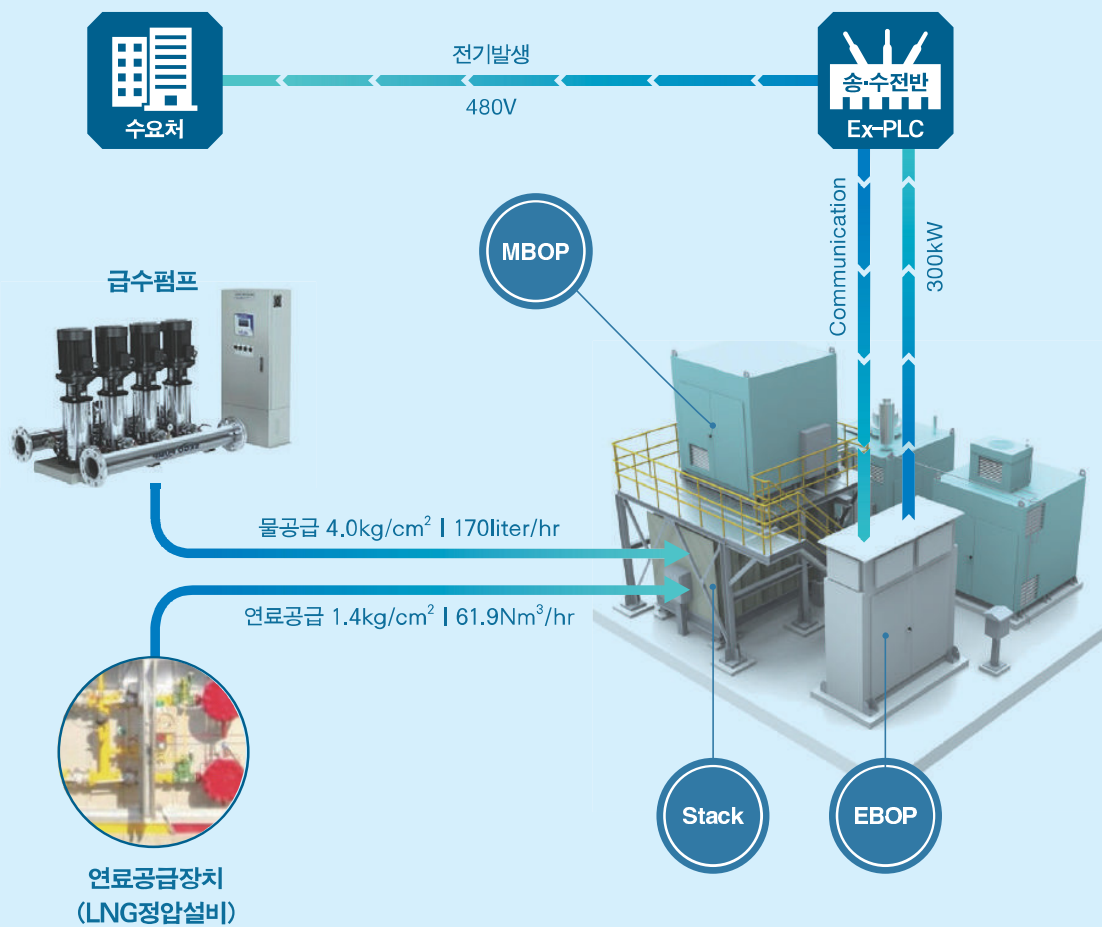 전기발생
480V
수요처
송·수전반
Ex-PLC
MBOP
Communication
300kW
급수펌프
물공급 4.0kg/cm² | 170liter/hr
연료공급 1.4kg/cm² | 61.9Nm³/hr
Stack
EBOP
연료공급장치
(LNG정압설비)